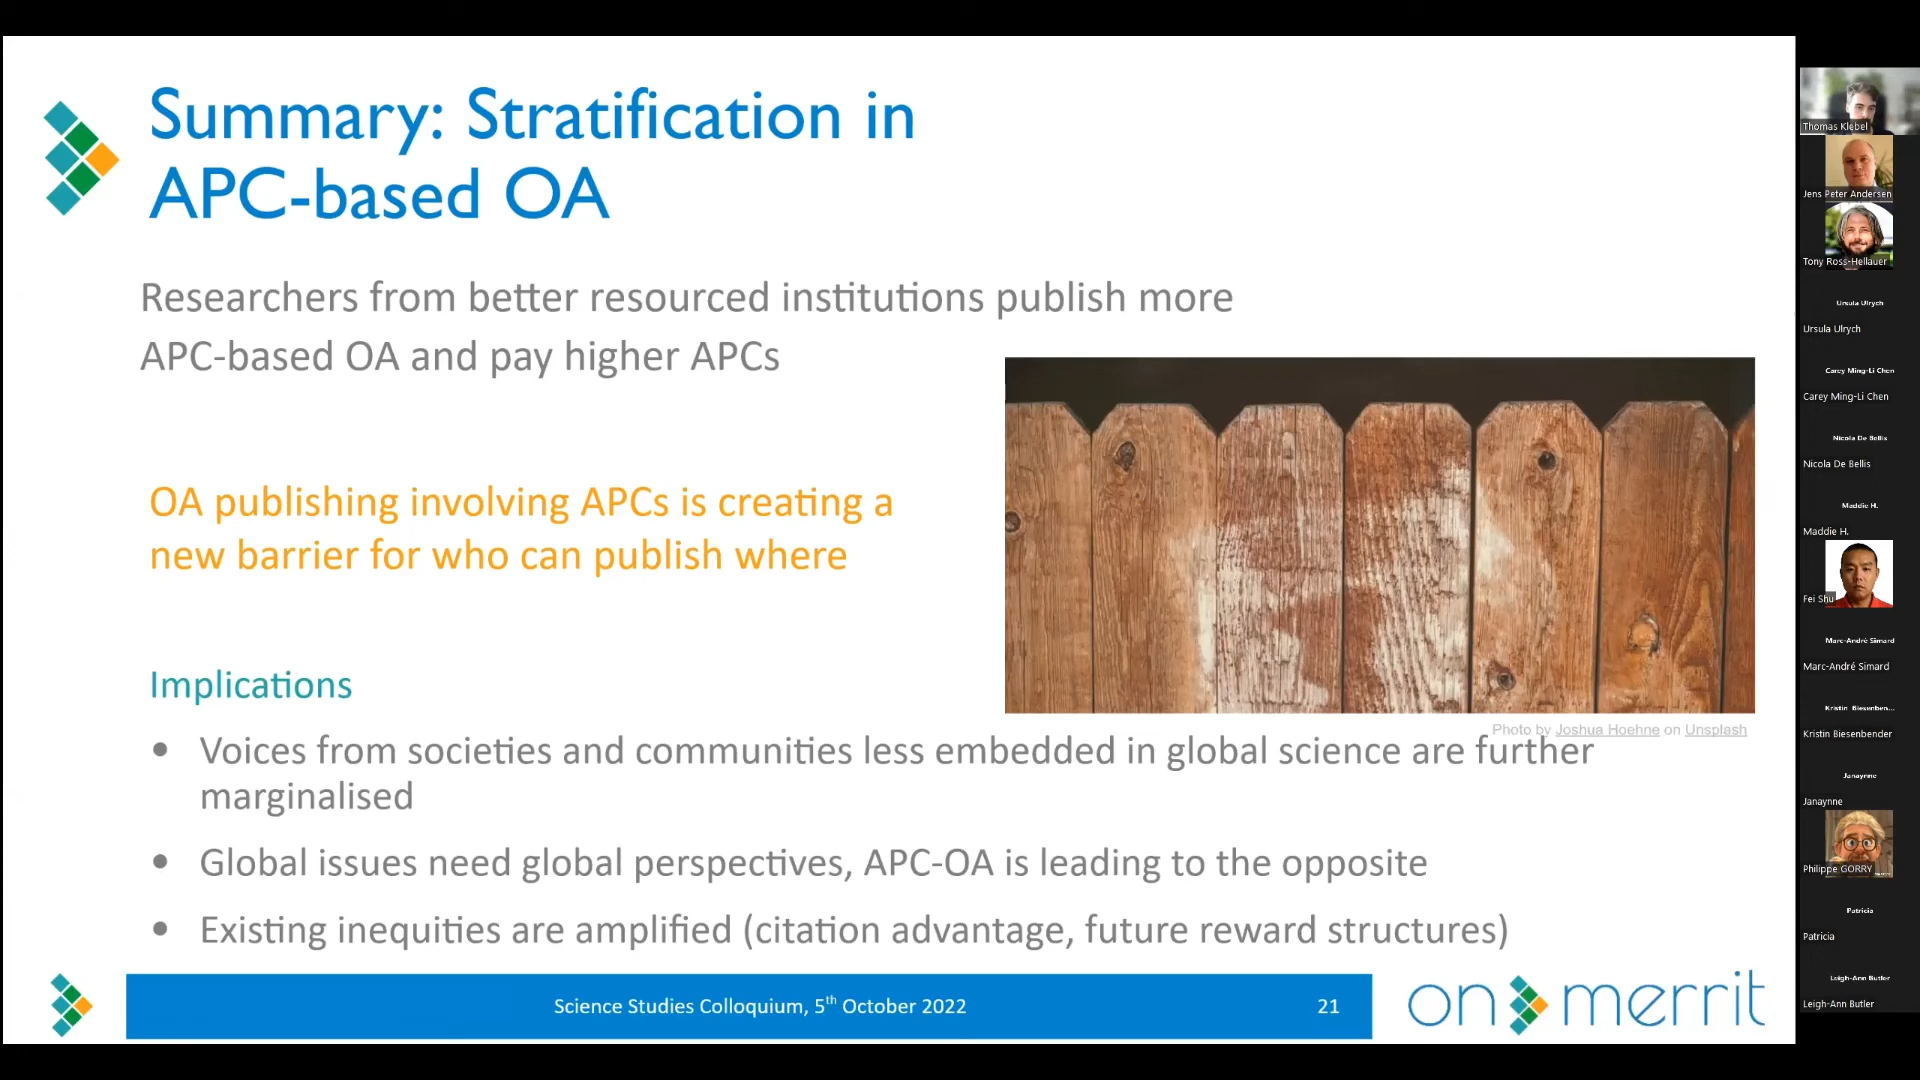 Summary: Stratification in
APC-based OA
Researchers from better resourced institutions publish more
APC-based OA and pay higher APCs
OA publishing involving APCs is creating a
new barrier for who can publish where
Photo by Joshua Hoehne on Unsplash
Implications
• Voices from societies and communities less embedded in global science are further
marginalised
• Global issues need global perspectives, APC-OA is leading to the opposite
• Existing inequities are amplified (citation advantage, future reward structures)
Science Studies Colloquium, 5th October 2022
21
on merrit
Thomas Klebel
Jens Peter Andersen
Tony Ross-Hellauer
Ursula Ulrych
Ursula Ulrych
Carey Ming-Li Chen
Carey Ming-Li Chen
Nicola De Bellis
Nicola De Bellis
Maddie H.
Maddie H.
Fei Shu
Marc-André Simard
Marc-André Simard
Kristin Biesenben...
Kristin Biesenbender
Janaynne
Janaynne
Philippe GORRY
Patricia
Patricia
Leigh-Ann Butler
Leigh-Ann Butler